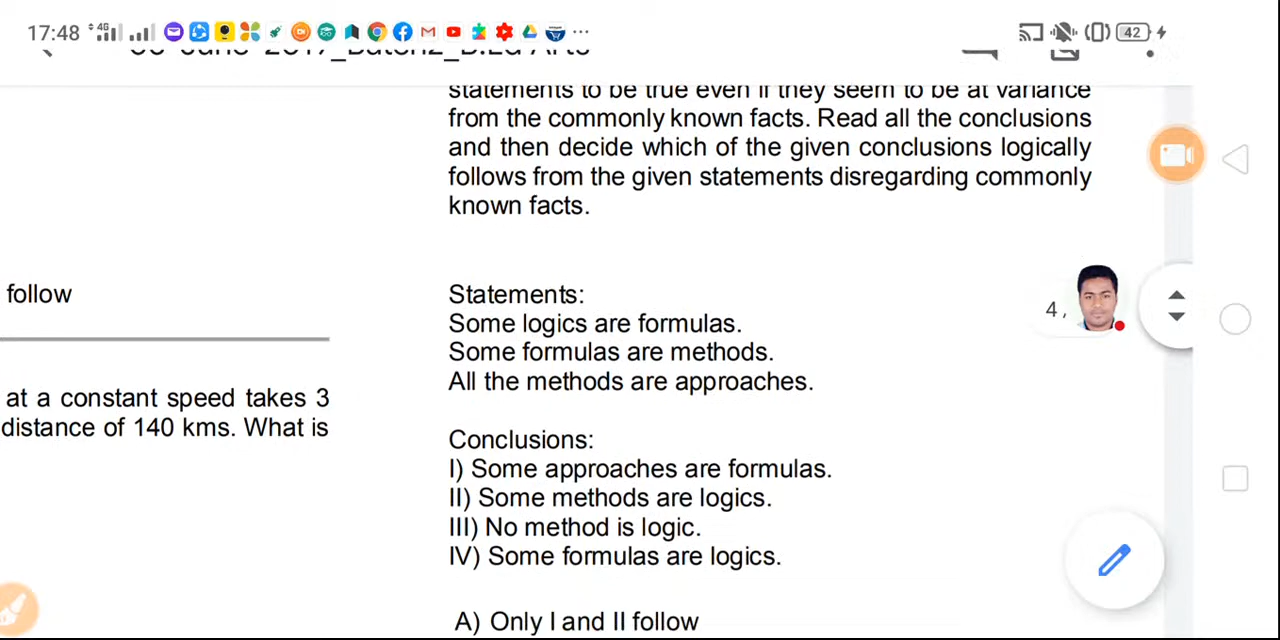 17:48
4G
42
statements to be true even if they seem to be at variance
from the commonly known facts. Read all the conclusions
and then decide which of the given conclusions logically
follows from the given statements disregarding commonly
known facts.
follow
Statements:
Some logics are formulas.
Some formulas are methods.
All the methods are approaches.
4,
at a constant speed takes 3
distance of 140 kms. What is
Conclusions:
I) Some approaches are formulas.
II) Some methods are logics.
III) No method is logic.
IV) Some formulas are logics.
A) Only I and II follow